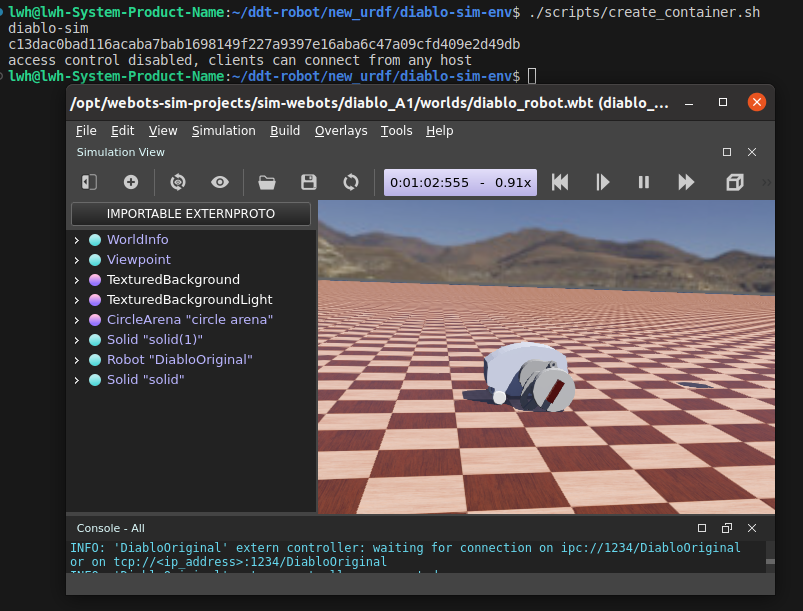 lwh@lwh-System-Product-Name:~/ddt-robot/new_urdf/diablo-sim-env$ ./scripts/create_container.sh
diablo-sim
c13dac0bad116acaba7bab1698149f227a9397e16aba6c47a09cfd409e2d49db
access control disabled, clients can connect from any host
lwh@lwh-System-Product-Name:~/ddt-robot/new_urdf/diablo-sim-env$
/opt/webots-sim-projects/sim-webots/diablo_A1/worlds/diablo_robot.wbt (diablo_...
File Edit View Simulation Build Overlays Tools Help
Simulation View
0:01:02:555 - 0.91x
IMPORTABLE EXTERNPROTO
WorldInfo
Viewpoint
TexturedBackground
TexturedBackgroundLight
CircleArena "circle arena"
Solid "solid(1)"
Robot "DiabloOriginal"
Solid "solid"
Console - All
INFO: 'DiabloOriginal' extern controller: waiting for connection on ipc://1234/DiabloOriginal
or on tcp://<ip_address>:1234/DiabloOriginal